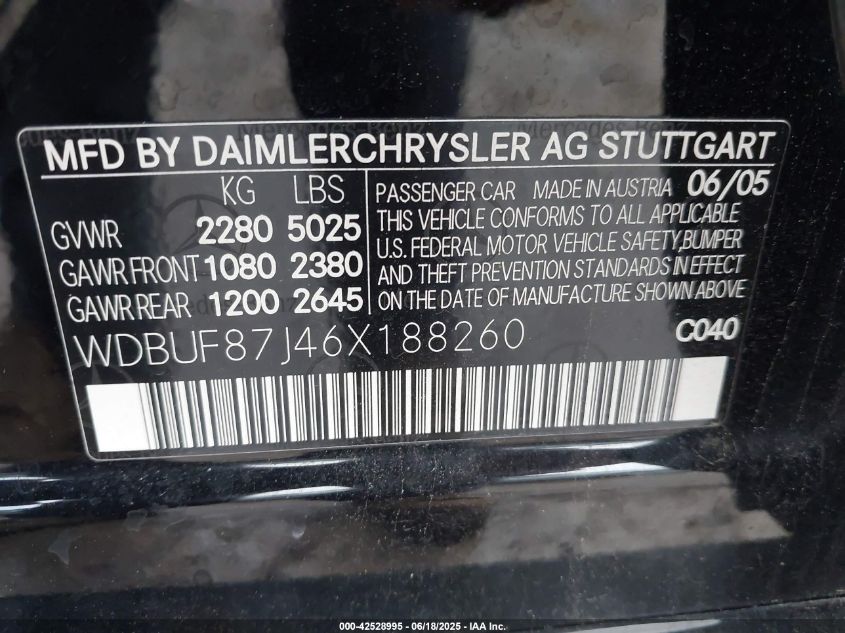 MFD BY DAIMLERCHRYSLER AG STUTTGART
KG LBS
GVWR 2280 5025
GAWR FRONT 1080 2380
GAWR REAR 1200 2645
PASSENGER CAR MADE IN AUSTRIA 06/05
THIS VEHICLE CONFORMS TO ALL APPLICABLE
U.S. FEDERAL MOTOR VEHICLE SAFETY,BUMPER
AND THEFT PREVENTION STANDARDS IN EFFECT
ON THE DATE OF MANUFACTURE SHOWN ABOVE
WDBUF87J46X188260
C040
000-42528995 - 06/18/2025 - IAA Inc.